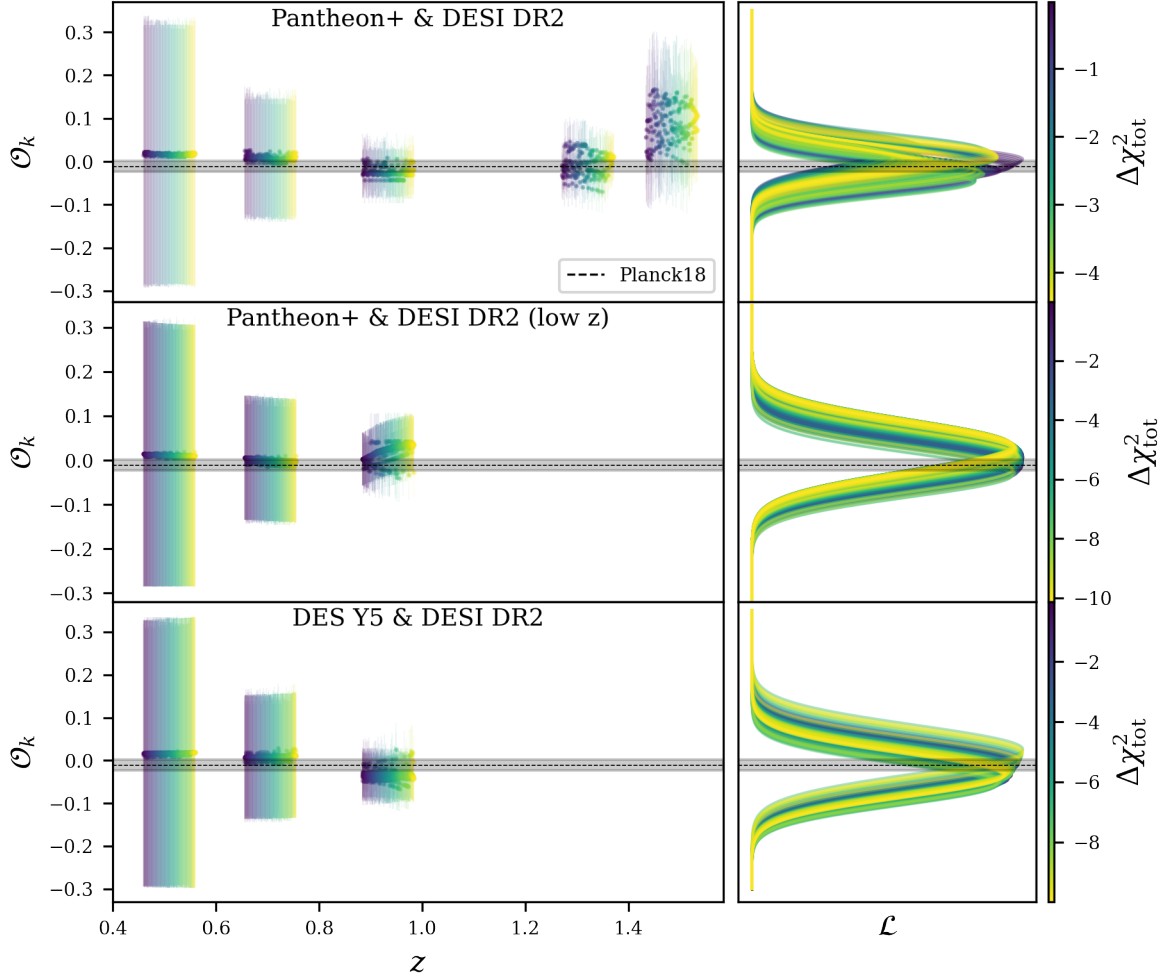 Pantheon+ & DESI DR2
0.3
0.2
0.1
0.0
−0.1
−0.2
−0.3
𝒪ₖ
Planck18
−1
−2
−3
−4
Δχ²tot
Pantheon+ & DESI DR2 (low z)
0.3
0.2
0.1
0.0
−0.1
−0.2
−0.3
𝒪ₖ
−2
−4
−6
−8
−10
Δχ²tot
DES Y5 & DESI DR2
0.3
0.2
0.1
0.0
−0.1
−0.2
−0.3
𝒪ₖ
−2
−4
−6
−8
Δχ²tot
0.4 0.6 0.8 1.0 1.2 1.4
z
ℒ